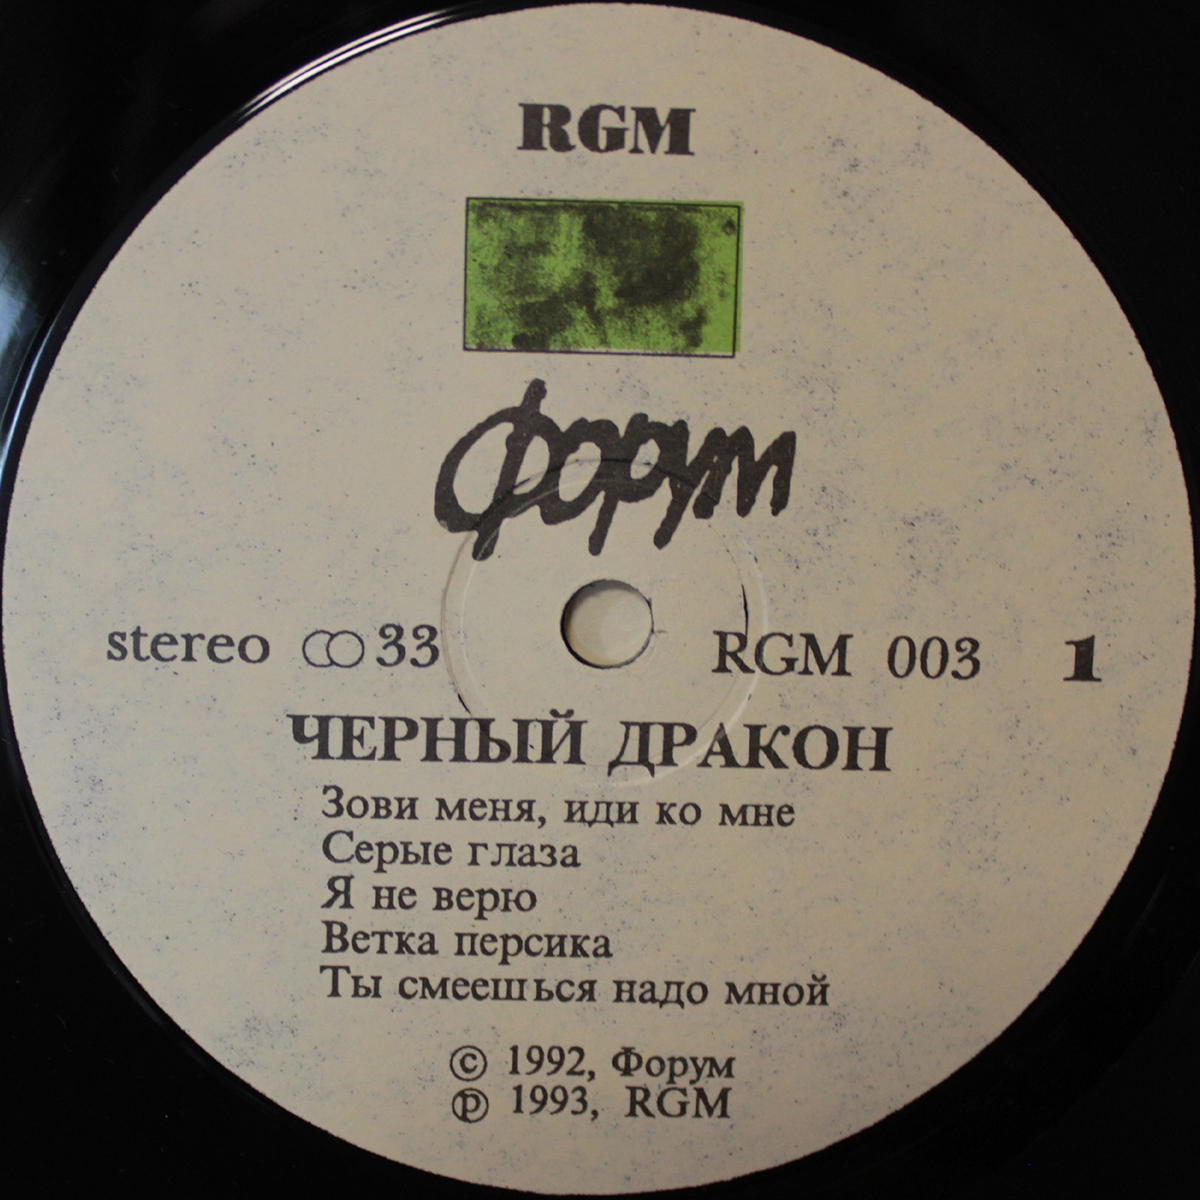 RGM
Форум
stereo 33 RGM 003 1
ЧЕРНЫЙ ДРАКОН
Зови меня, иди ко мне
Серые глаза
Я не верю
Ветка персика
Ты смеешься надо мной
© 1992, Форум
℗ 1993, RGM